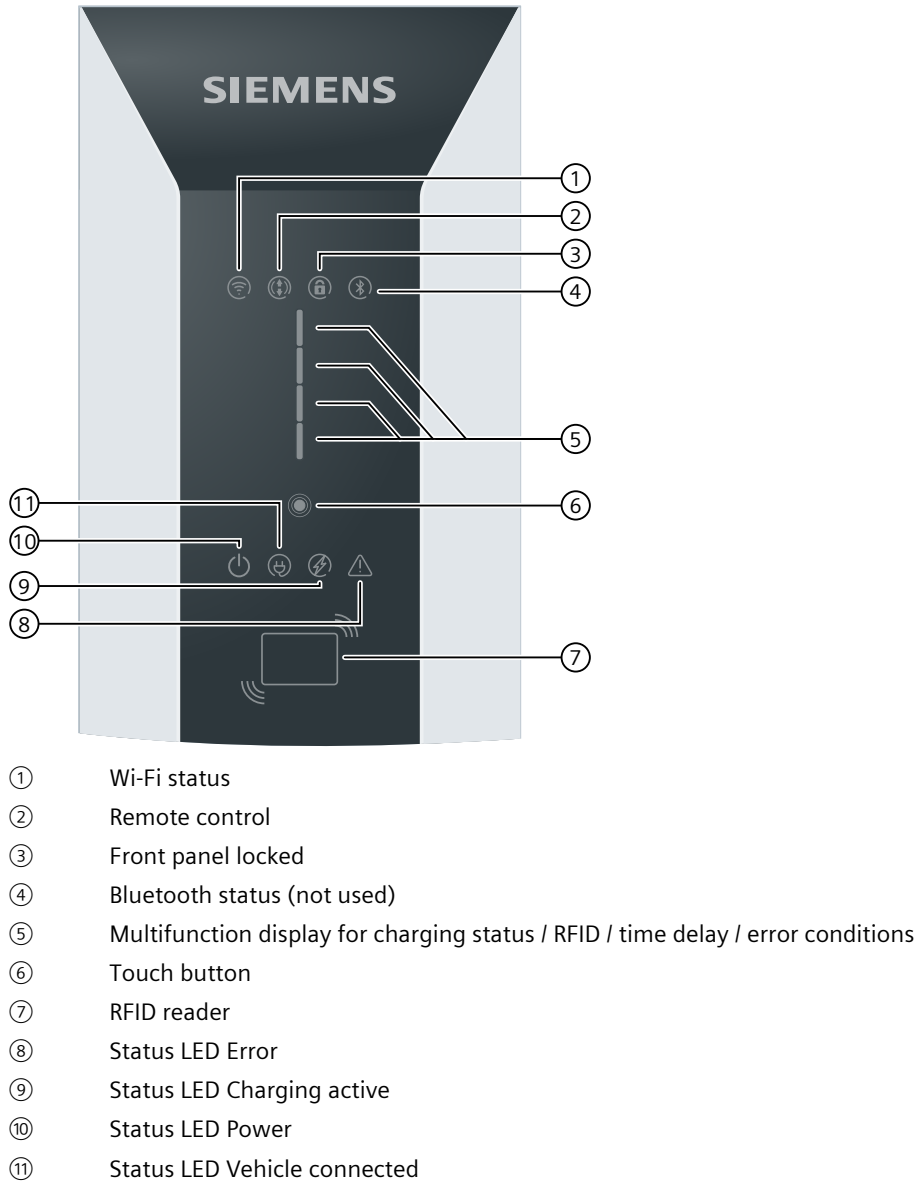 SIEMENS
①
②
③
④
⑤
⑪
⑥
⑩
⑨
⑧
⑦
① Wi-Fi status
② Remote control
③ Front panel locked
④ Bluetooth status (not used)
⑤ Multifunction display for charging status / RFID / time delay / error conditions
⑥ Touch button
⑦ RFID reader
⑧ Status LED Error
⑨ Status LED Charging active
⑩ Status LED Power
⑪ Status LED Vehicle connected